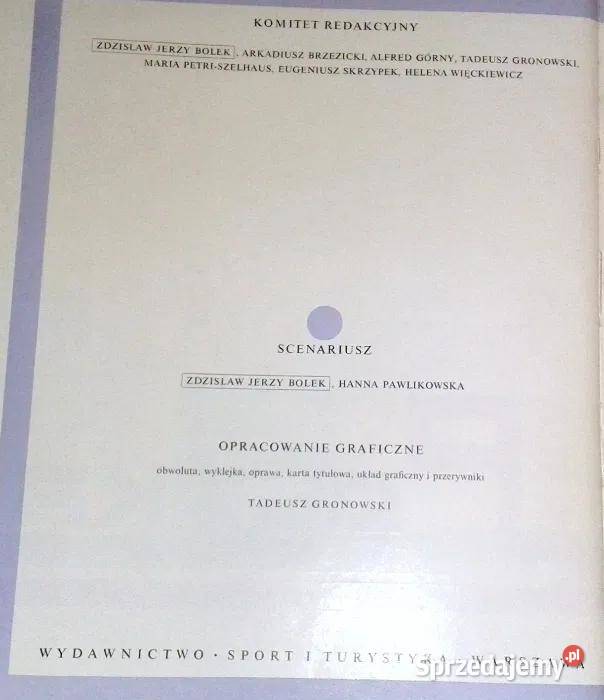 KOMITET REDAKCYJNY
ZDZISŁAW JERZY BOLEK, ARKADIUSZ BRZEZICKI, ALFRED GÓRNY, TADEUSZ GRONOWSKI,
MARIA PETRI-SZELHAUS, EUGENIUSZ SKRZYPEK, HELENA WIĘCKIEWICZ
SCENARIUSZ
ZDZISŁAW JERZY BOLEK, HANNA PAWLIKOWSKA
OPRACOWANIE GRAFICZNE
obwoluta, wyklejka, oprawa, karta tytułowa, układ graficzny i przerywniki
TADEUSZ GRONOWSKI
WYDAWNICTWO · SPORT I TURYSTYKA · WARSZAWA
Sprzedajemy.pl